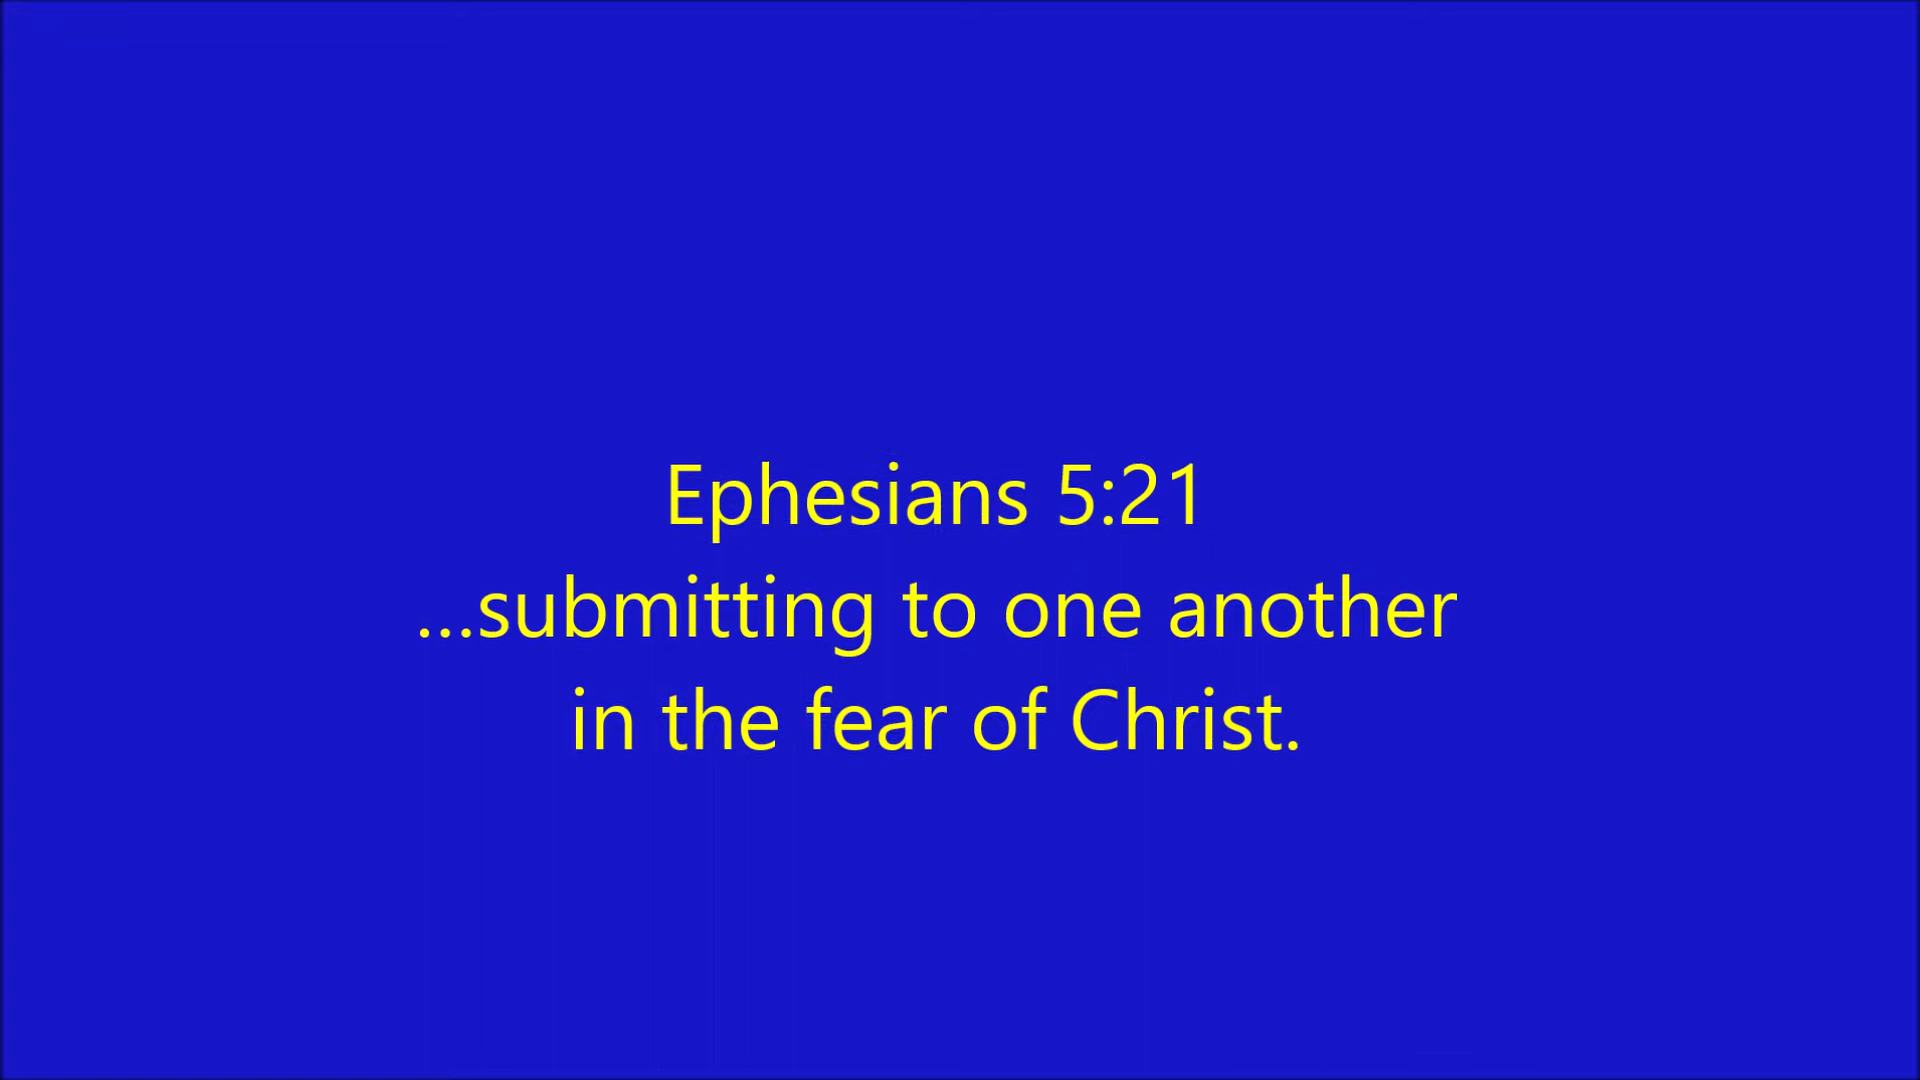 Ephesians 5:21
...submitting to one another
in the fear of Christ.